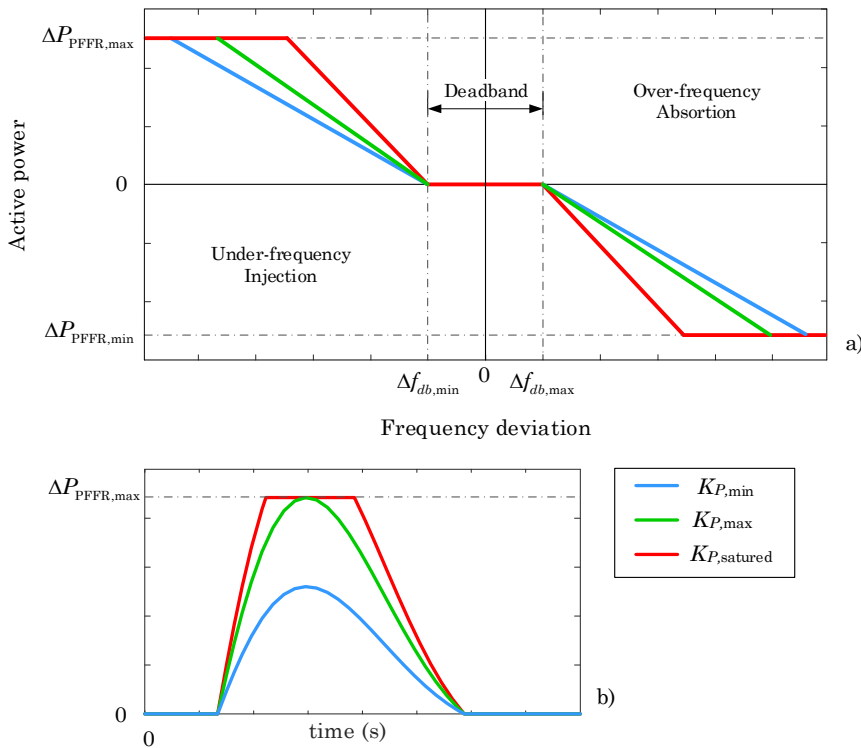 ΔP_PFFR,max
Deadband
Over-frequency
Absortion
Active power
0
Under-frequency
Injection
ΔP_PFFR,min
a)
Δf_db,min 0 Δf_db,max
Frequency deviation
ΔP_PFFR,max
K_P,min
K_P,max
K_P,satured
b)
0
0
time (s)